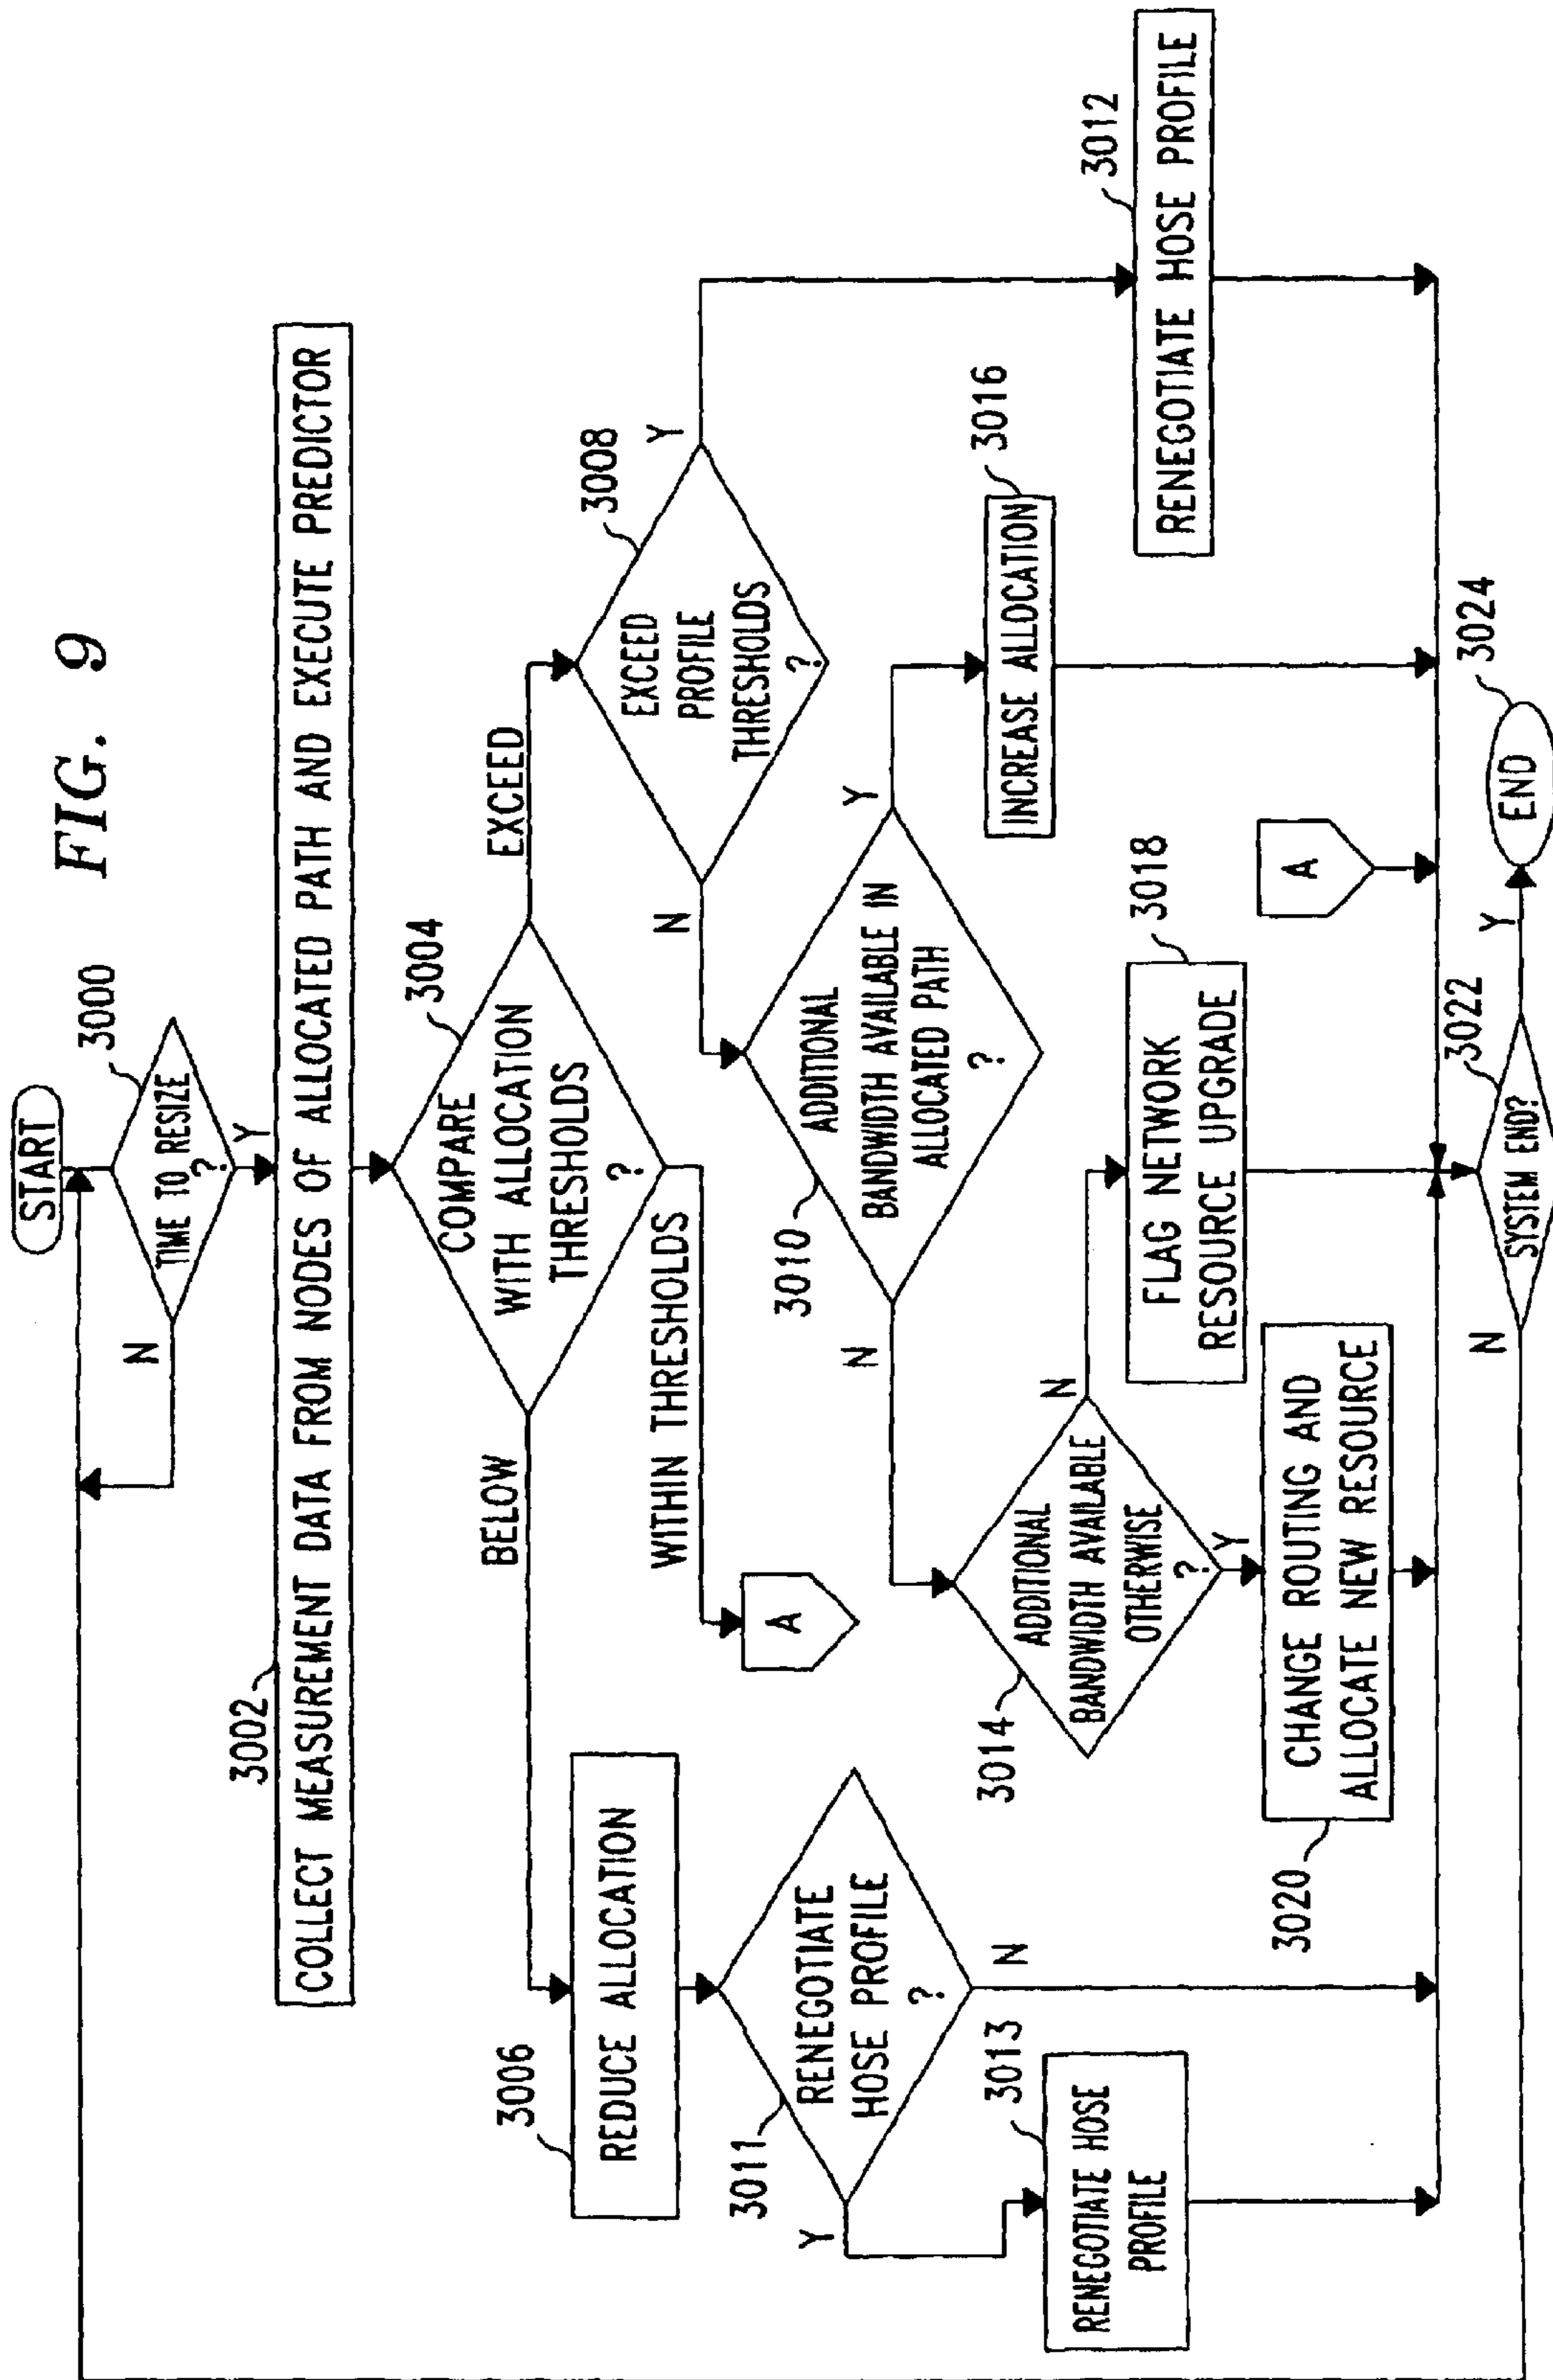 FIG. 9
START
3000
TIME TO RESIZE
?
N
Y
3002
COLLECT MEASUREMENT DATA FROM NODES OF ALLOCATED PATH AND EXECUTE PREDICTOR
3004
COMPARE
WITH ALLOCATION
THRESHOLDS
?
BELOW
EXCEED
WITHIN THRESHOLDS
A
3006
REDUCE ALLOCATION
3008
EXCEED
PROFILE
THRESHOLDS
?
N
Y
3011
RENEGOTIATE
HOSE PROFILE
?
Y
N
3010
ADDITIONAL
BANDWIDTH AVAILABLE IN
ALLOCATED PATH
?
N
Y
3013
RENEGOTIATE HOSE
PROFILE
3014
ADDITIONAL
BANDWIDTH AVAILABLE
OTHERWISE
?
N
Y
3016
INCREASE ALLOCATION
3012
RENEGOTIATE HOSE PROFILE
3018
FLAG NETWORK
RESOURCE UPGRADE
3020
CHANGE ROUTING AND
ALLOCATE NEW RESOURCE
A
3022
SYSTEM END?
N
Y
3024
END